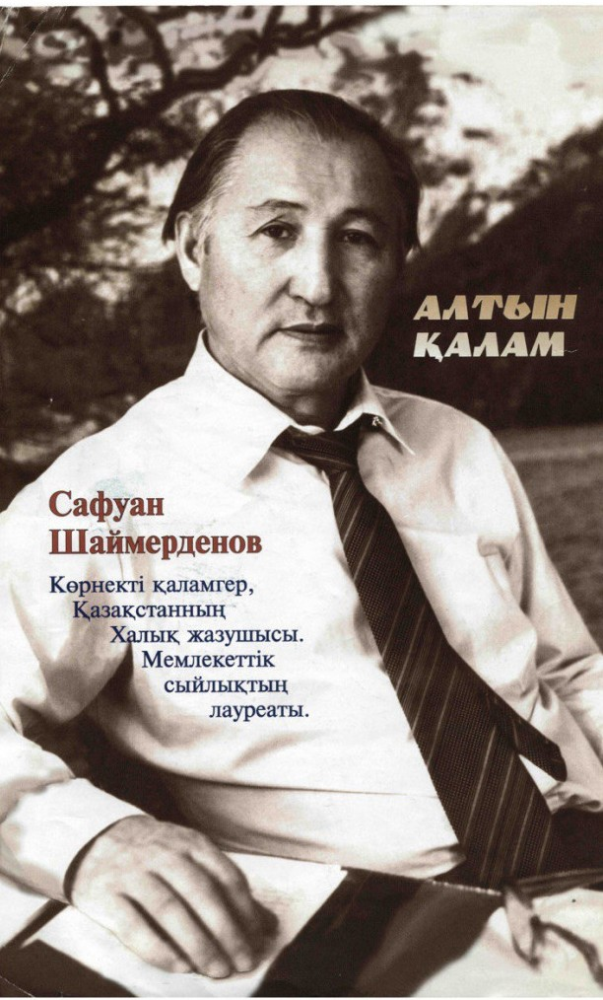 АЛТЫН
ҚАЛАМ
Сафуан
Шаймерденов
Көрнекті қаламгер,
Қазақстанның
Халық жазушысы.
Мемлекеттік
сыйлықтың
лауреаты.